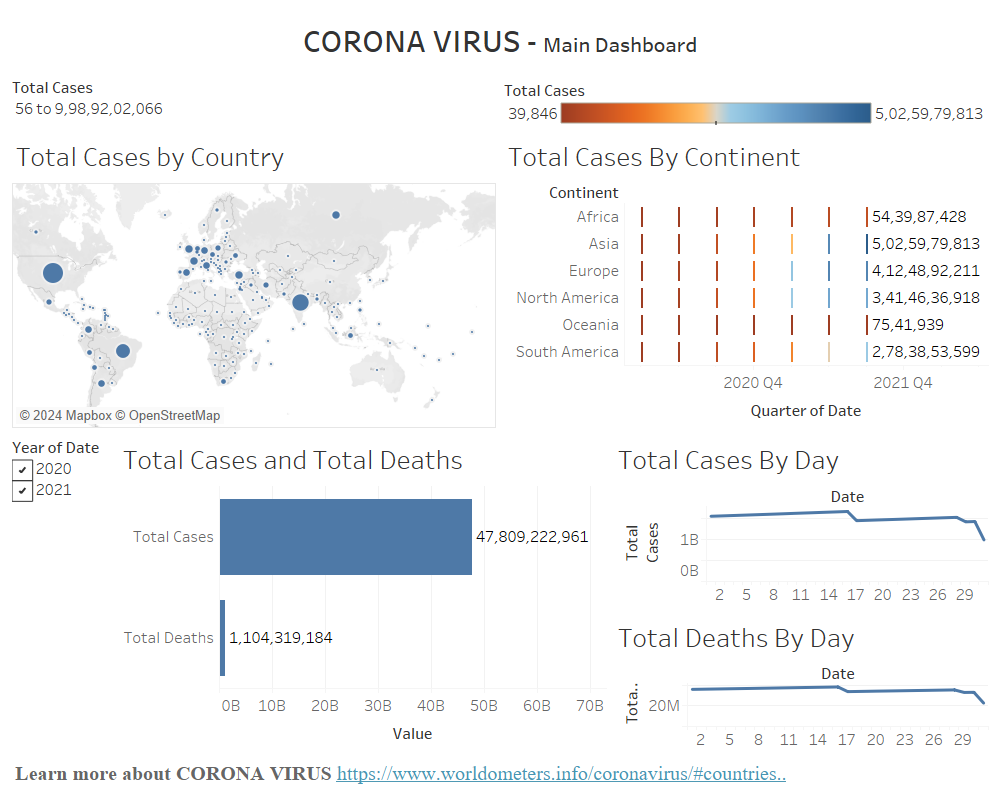 CORONA VIRUS - Main Dashboard
Total Cases
56 to 9,98,92,02,066
Total Cases
39,846 5,02,59,79,813
Total Cases by Country
© 2024 Mapbox © OpenStreetMap
Total Cases By Continent
Continent
Africa 54,39,87,428
Asia 5,02,59,79,813
Europe 4,12,48,92,211
North America 3,41,46,36,918
Oceania 75,41,939
South America 2,78,38,53,599
2020 Q4 2021 Q4
Quarter of Date
Year of Date
2020
2021
Total Cases and Total Deaths
Total Cases 47,809,222,961
Total Deaths 1,104,319,184
0B 10B 20B 30B 40B 50B 60B 70B
Value
Total Cases By Day
Date
Total
Cases
1B
0B
2 5 8 11 14 17 20 23 26 29
Total Deaths By Day
Date
Tota..
20M
2 5 8 11 14 17 20 23 26 29
Learn more about CORONA VIRUS https://www.worldometers.info/coronavirus/#countries..